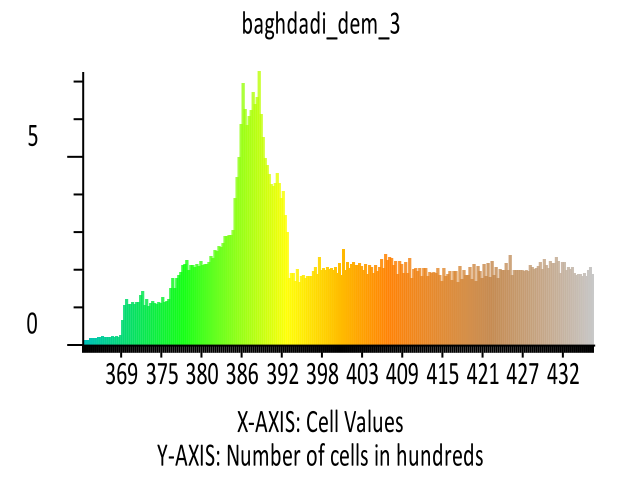 baghdadi_dem_3
5
0
369 375 380 386 392 398 403 409 415 421 427 432
X-AXIS: Cell Values
Y-AXIS: Number of cells in hundreds